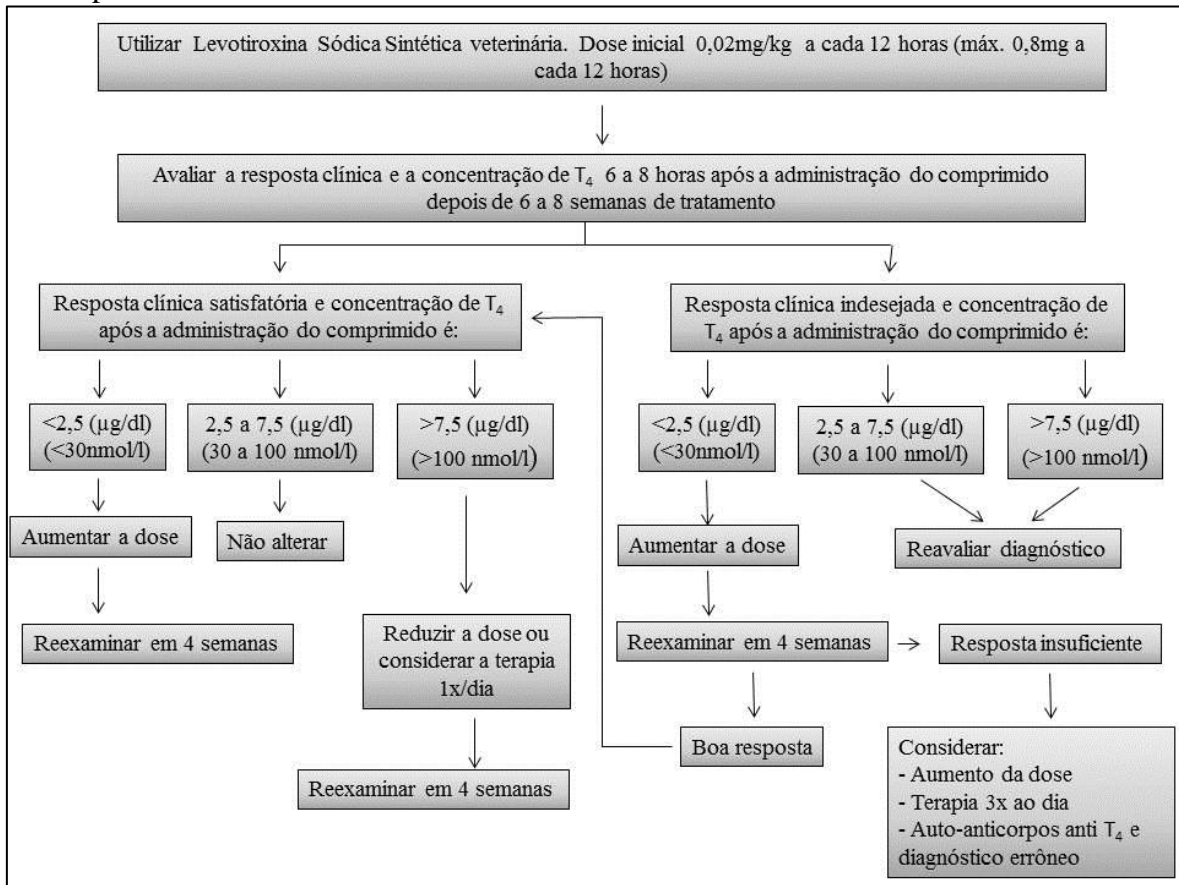 Utilizar Levotiroxina Sódica Sintética veterinária. Dose inicial 0,02mg/kg a cada 12 horas (máx. 0,8mg a
cada 12 horas)
Avaliar a resposta clínica e a concentração de T₄ 6 a 8 horas após a administração do comprimido
depois de 6 a 8 semanas de tratamento
Resposta clínica satisfatória e concentração de T₄
após a administração do comprimido é:
Resposta clínica indesejada e concentração de
T₄ após a administração do comprimido é:
<2,5 (µg/dl)
(<30nmol/l)
2,5 a 7,5 (µg/dl)
(30 a 100 nmol/l)
>7,5 (µg/dl)
(>100 nmol/l)
<2,5 (µg/dl)
(<30nmol/l)
2,5 a 7,5 (µg/dl)
(30 a 100 nmol/l)
>7,5 (µg/dl)
(>100 nmol/l)
Aumentar a dose
Não alterar
Aumentar a dose
Reavaliar diagnóstico
Reexaminar em 4 semanas
Reduzir a dose ou
considerar a terapia
1x/dia
Reexaminar em 4 semanas
Resposta insuficiente
Reexaminar em 4 semanas
Boa resposta
Considerar:
- Aumento da dose
- Terapia 3x ao dia
- Auto-anticorpos anti T₄ e
diagnóstico errôneo